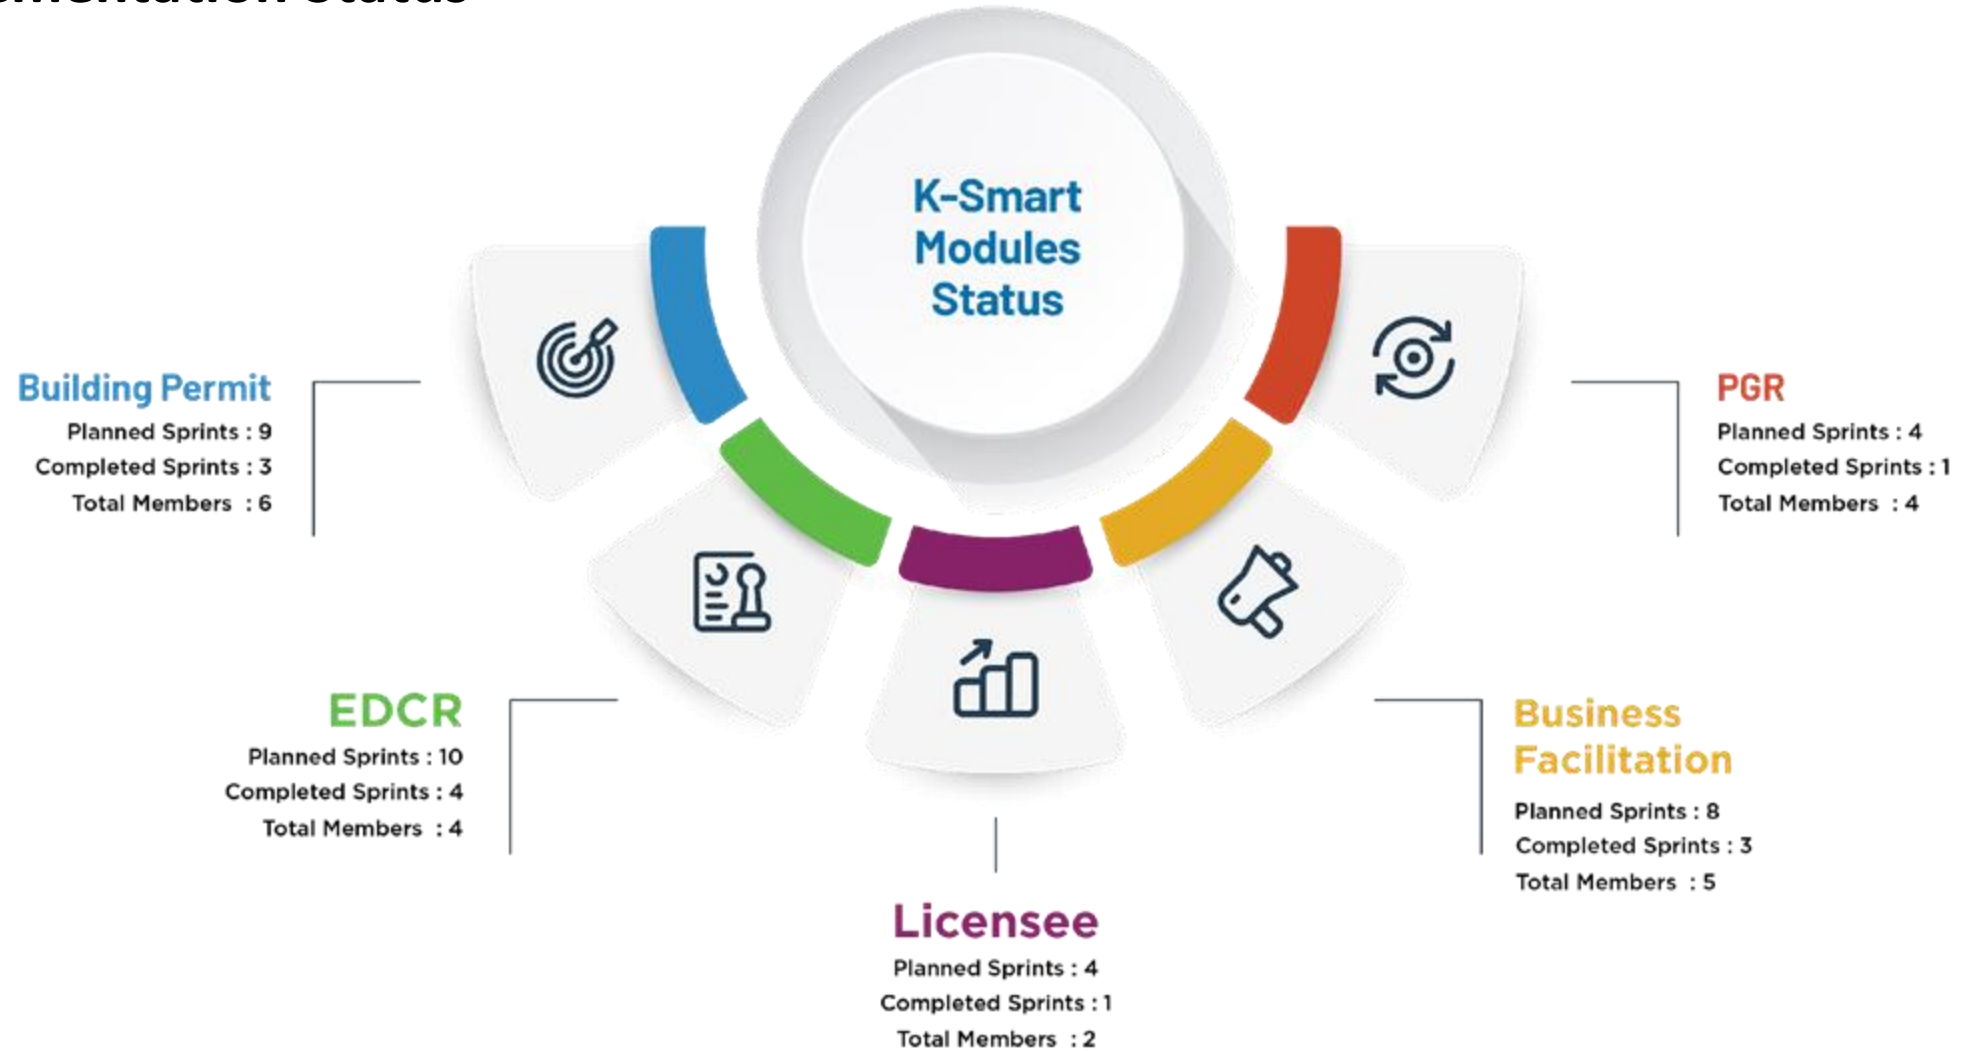 K-Smart
Modules
Status
Building Permit
Planned Sprints : 9
Completed Sprints : 3
Total Members : 6
EDCR
Planned Sprints : 10
Completed Sprints : 4
Total Members : 4
Licensee
Planned Sprints : 4
Completed Sprints : 1
Total Members : 2
Business
Facilitation
Planned Sprints : 8
Completed Sprints : 3
Total Members : 5
PGR
Planned Sprints : 4
Completed Sprints : 1
Total Members : 4